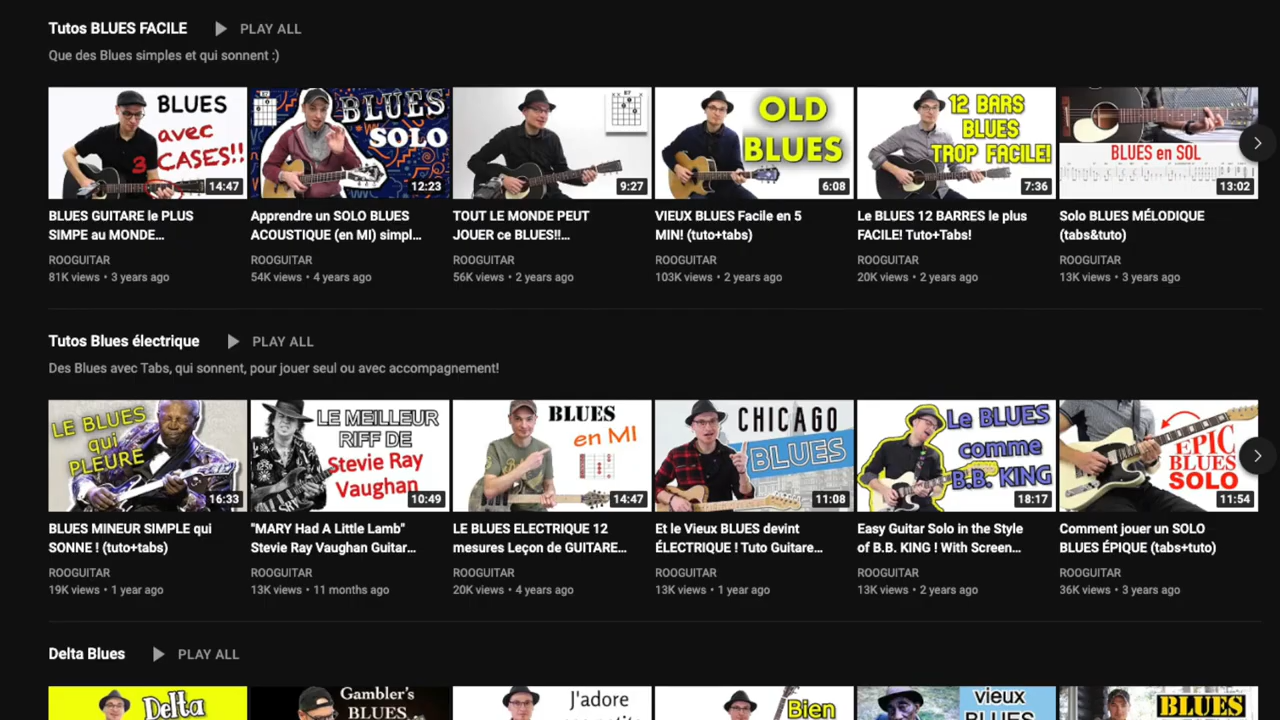 Tutos BLUES FACILE
PLAY ALL
Que des Blues simples et qui sonnent :)
BLUES
avec
3 CASES!!
14:47
E7
BLUES
SOLO
12:23
E7
9:27
OLD
BLUES
6:08
12 BARS
BLUES
TROP FACILE!
7:36
BLUES en SOL
13:02
BLUES GUITARE le PLUS
SIMPE au MONDE...
ROOGUITAR
81K views • 3 years ago
Apprendre un SOLO BLUES
ACOUSTIQUE (en MI) simpl...
ROOGUITAR
54K views • 4 years ago
TOUT LE MONDE PEUT
JOUER ce BLUES!!...
ROOGUITAR
56K views • 2 years ago
VIEUX BLUES Facile en 5
MIN! (tuto+tabs)
ROOGUITAR
103K views • 2 years ago
Le BLUES 12 BARRES le plus
FACILE! Tuto+Tabs!
ROOGUITAR
20K views • 2 years ago
Solo BLUES MÉLODIQUE
(tabs&tuto)
ROOGUITAR
13K views • 3 years ago
Tutos Blues électrique
PLAY ALL
Des Blues avec Tabs, qui sonnent, pour jouer seul ou avec accompagnement!
LE BLUES
qui
PLEURE
16:33
LE MEILLEUR
RIFF DE
Stevie Ray
Vaughan
10:49
BLUES
en MI
14:47
CHICAGO
BLUES
11:08
Le BLUES
comme
B.B. KING
18:17
EPIC
BLUES
SOLO
11:54
BLUES MINEUR SIMPLE qui
SONNE ! (tuto+tabs)
ROOGUITAR
19K views • 1 year ago
"MARY Had A Little Lamb"
Stevie Ray Vaughan Guitar...
ROOGUITAR
13K views • 11 months ago
LE BLUES ELECTRIQUE 12
mesures Leçon de GUITARE...
ROOGUITAR
20K views • 4 years ago
Et le Vieux BLUES devint
ÉLECTRIQUE ! Tuto Guitare...
ROOGUITAR
13K views • 1 year ago
Easy Guitar Solo in the Style
of B.B. KING ! With Screen...
ROOGUITAR
13K views • 2 years ago
Comment jouer un SOLO
BLUES ÉPIQUE (tabs+tuto)
ROOGUITAR
36K views • 3 years ago
Delta Blues
PLAY ALL
Delta
Gambler's
BLUES
J'adore
Bien
vieux
BLUES
BLUES